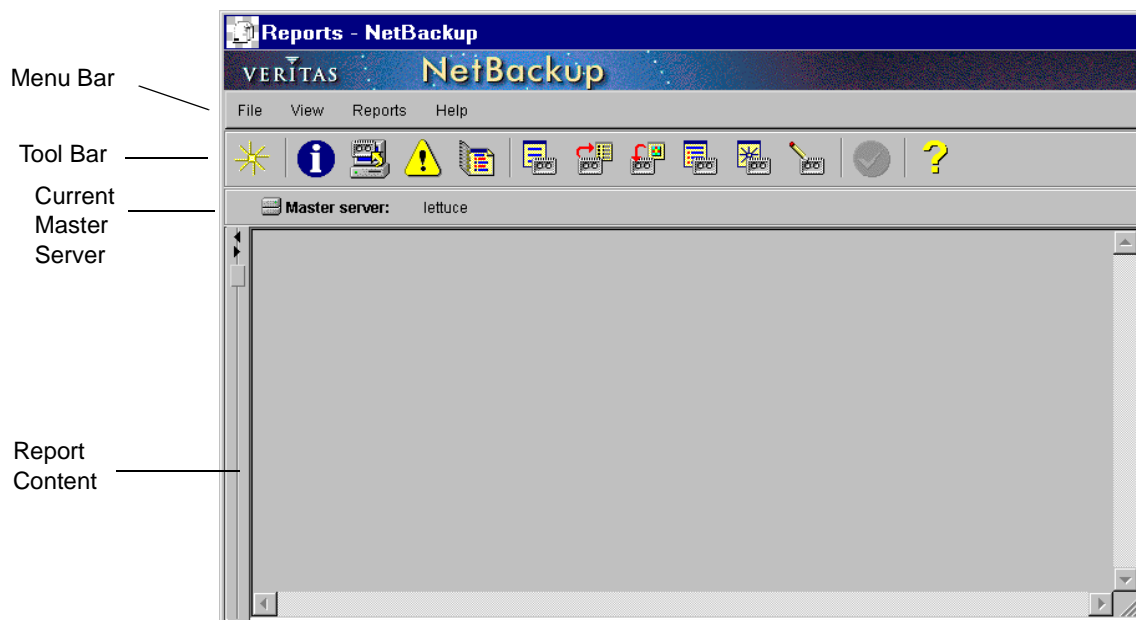 Reports - NetBackup
VERITAS NetBackup
Menu Bar
File View Reports Help
Tool Bar
Current
Master
Server
Master server: lettuce
Report
Content